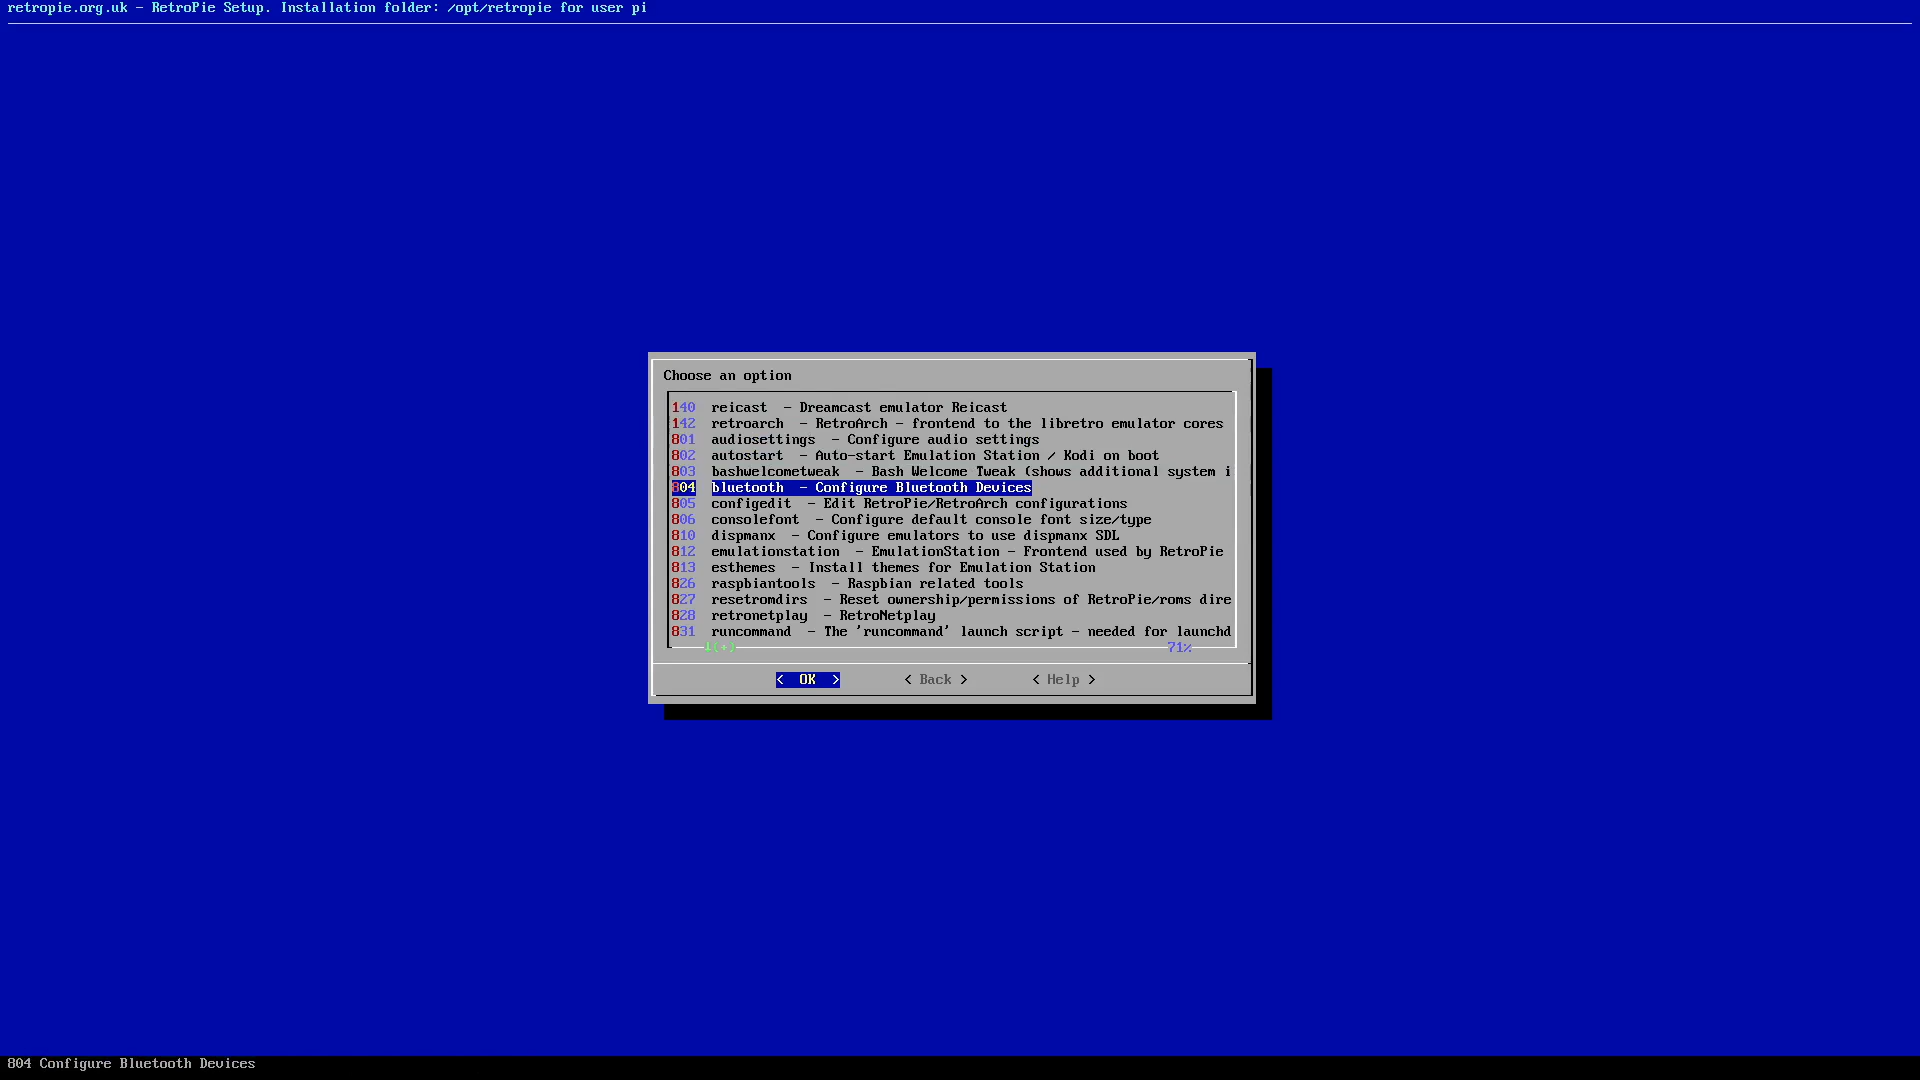 retropie.org.uk - RetroPie Setup. Installation folder: /opt/retropie for user pi
Choose an option
140 reicast - Dreamcast emulator Reicast
142 retroarch - RetroArch - frontend to the libretro emulator cores
801 audiosettings - Configure audio settings
802 autostart - Auto-start Emulation Station / Kodi on boot
803 bashwelcometweak - Bash Welcome Tweak (shows additional system i
804 bluetooth - Configure Bluetooth Devices
805 configedit - Edit RetroPie/RetroArch configurations
806 consolefont - Configure default console font size/type
810 dispmanx - Configure emulators to use dispmanx SDL
812 emulationstation - EmulationStation - Frontend used by RetroPie
813 esthemes - Install themes for Emulation Station
826 raspbiantools - Raspbian related tools
827 resetromdirs - Reset ownership/permissions of RetroPie/roms dire
828 retronetplay - RetroNetplay
831 runcommand - The 'runcommand' launch script - needed for launchd
↓(+) 71%
< OK > < Back > < Help >
804 Configure Bluetooth Devices